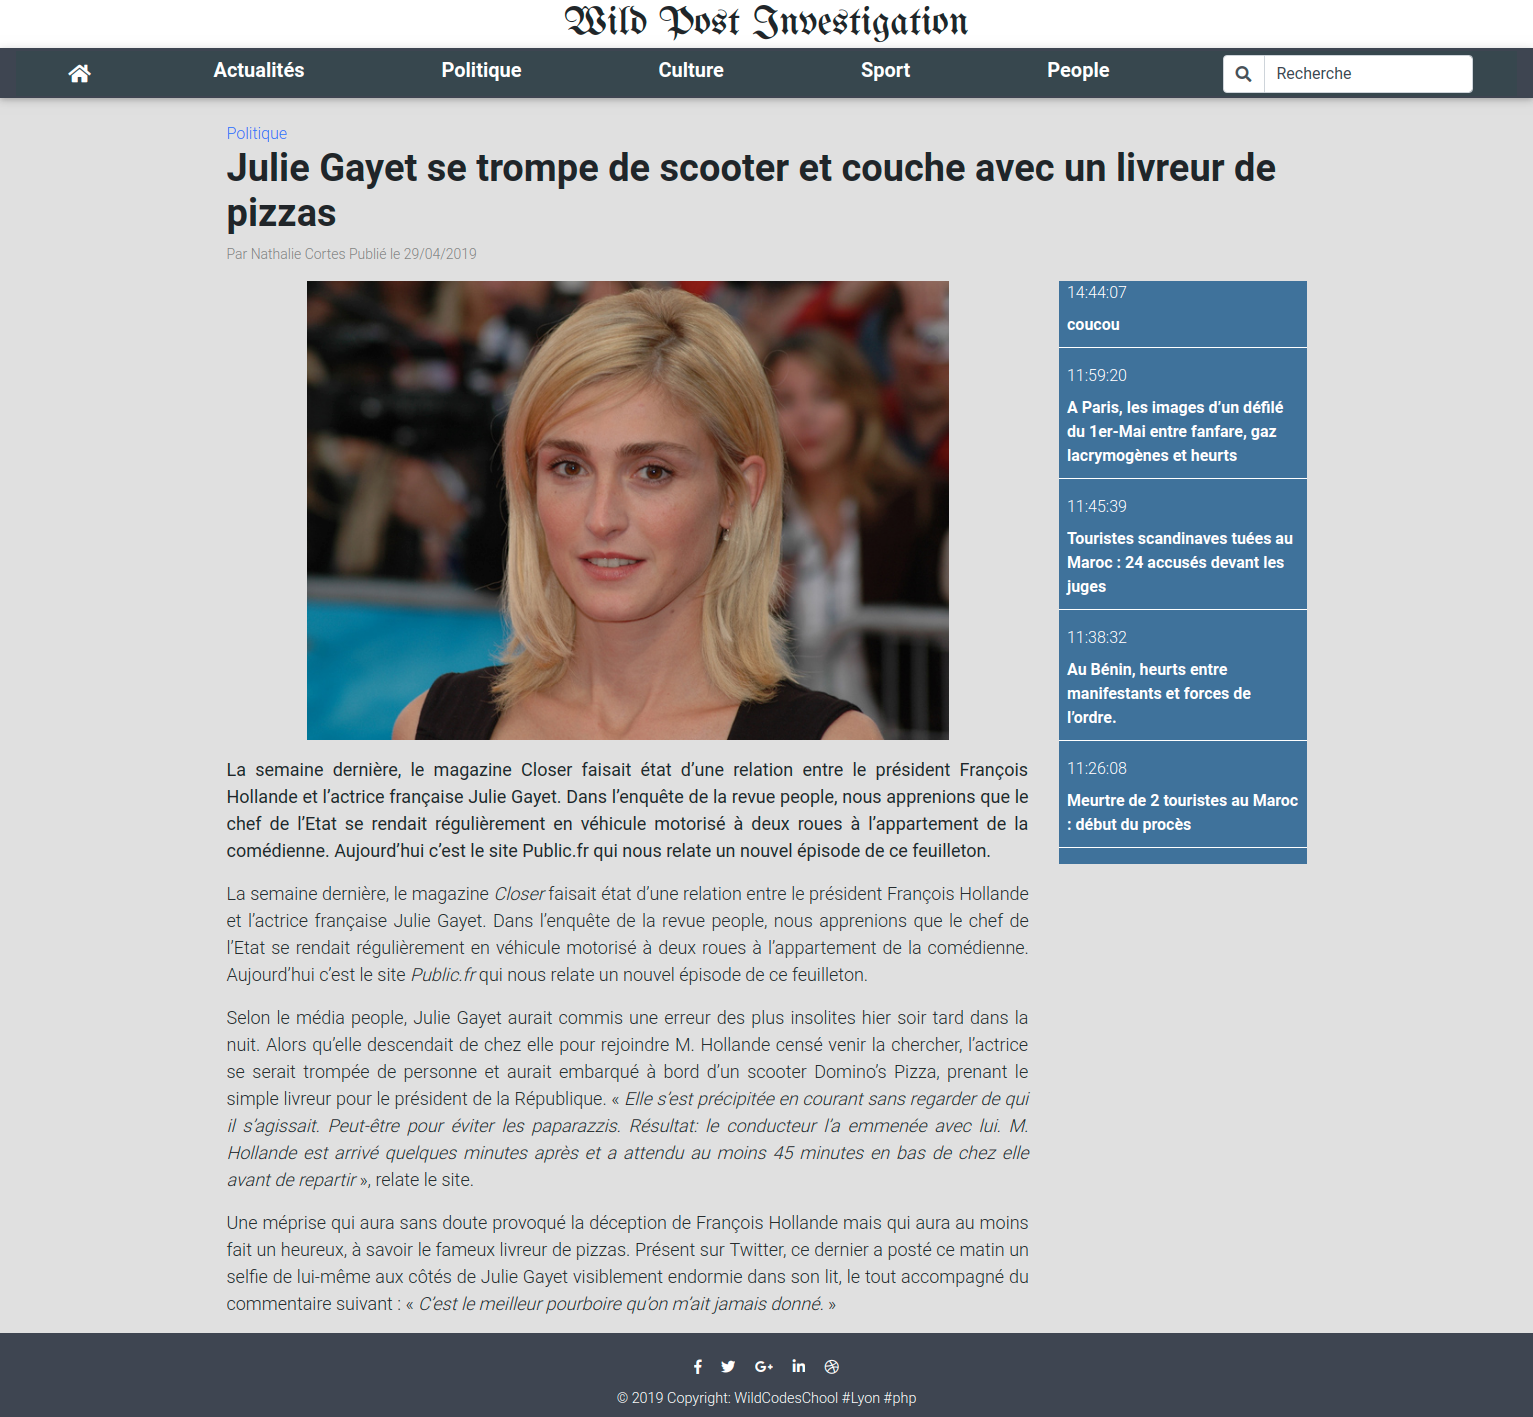 Wild Post Investigation
Actualités
Politique
Culture
Sport
People
Recherche
Politique
Julie Gayet se trompe de scooter et couche avec un livreur de
pizzas
Par Nathalie Cortes Publié le 29/04/2019
La semaine dernière, le magazine Closer faisait état d’une relation entre le président François
Hollande et l’actrice française Julie Gayet. Dans l’enquête de la revue people, nous apprenions que le
chef de l’Etat se rendait régulièrement en véhicule motorisé à deux roues à l’appartement de la
comédienne. Aujourd’hui c’est le site Public.fr qui nous relate un nouvel épisode de ce feuilleton.
La semaine dernière, le magazine Closer faisait état d’une relation entre le président François Hollande
et l’actrice française Julie Gayet. Dans l’enquête de la revue people, nous apprenions que le chef de
l’Etat se rendait régulièrement en véhicule motorisé à deux roues à l’appartement de la comédienne.
Aujourd’hui c’est le site Public.fr qui nous relate un nouvel épisode de ce feuilleton.
Selon le média people, Julie Gayet aurait commis une erreur des plus insolites hier soir tard dans la
nuit. Alors qu’elle descendait de chez elle pour rejoindre M. Hollande censé venir la chercher, l’actrice
se serait trompée de personne et aurait embarqué à bord d’un scooter Domino’s Pizza, prenant le
simple livreur pour le président de la République. « Elle s’est précipitée en courant sans regarder de qui
il s’agissait. Peut-être pour éviter les paparazzis. Résultat: le conducteur l’a emmenée avec lui. M.
Hollande est arrivé quelques minutes après et a attendu au moins 45 minutes en bas de chez elle
avant de repartir », relate le site.
Une méprise qui aura sans doute provoqué la déception de François Hollande mais qui aura au moins
fait un heureux, à savoir le fameux livreur de pizzas. Présent sur Twitter, ce dernier a posté ce matin un
selfie de lui-même aux côtés de Julie Gayet visiblement endormie dans son lit, le tout accompagné du
commentaire suivant : « C’est le meilleur pourboire qu’on m’ait jamais donné. »
14:44:07
coucou
11:59:20
A Paris, les images d’un défilé
du 1er-Mai entre fanfare, gaz
lacrymogènes et heurts
11:45:39
Touristes scandinaves tuées au
Maroc : 24 accusés devant les
juges
11:38:32
Au Bénin, heurts entre
manifestants et forces de
l’ordre.
11:26:08
Meurtre de 2 touristes au Maroc
: début du procès
© 2019 Copyright: WildCodesChool #Lyon #php